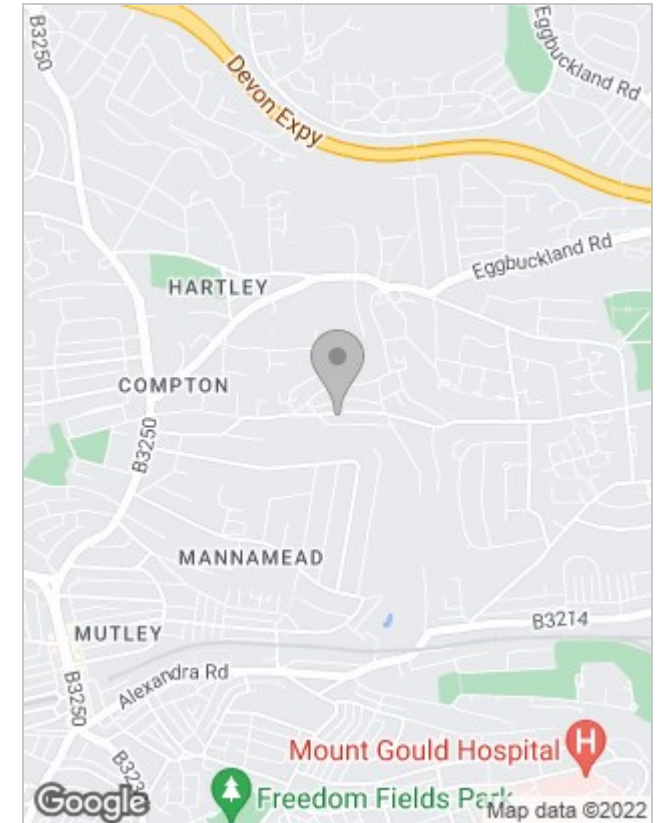 B3250
Devon Expy
Eggbuckland Rd
Eggbuckland Rd
HARTLEY
COMPTON
B3250
MANNAMEAD
B3214
MUTLEY
Alexandra Rd
B3250
B323
Mount Gould Hospital
H
Freedom Fields Park
Google
Map data ©2022